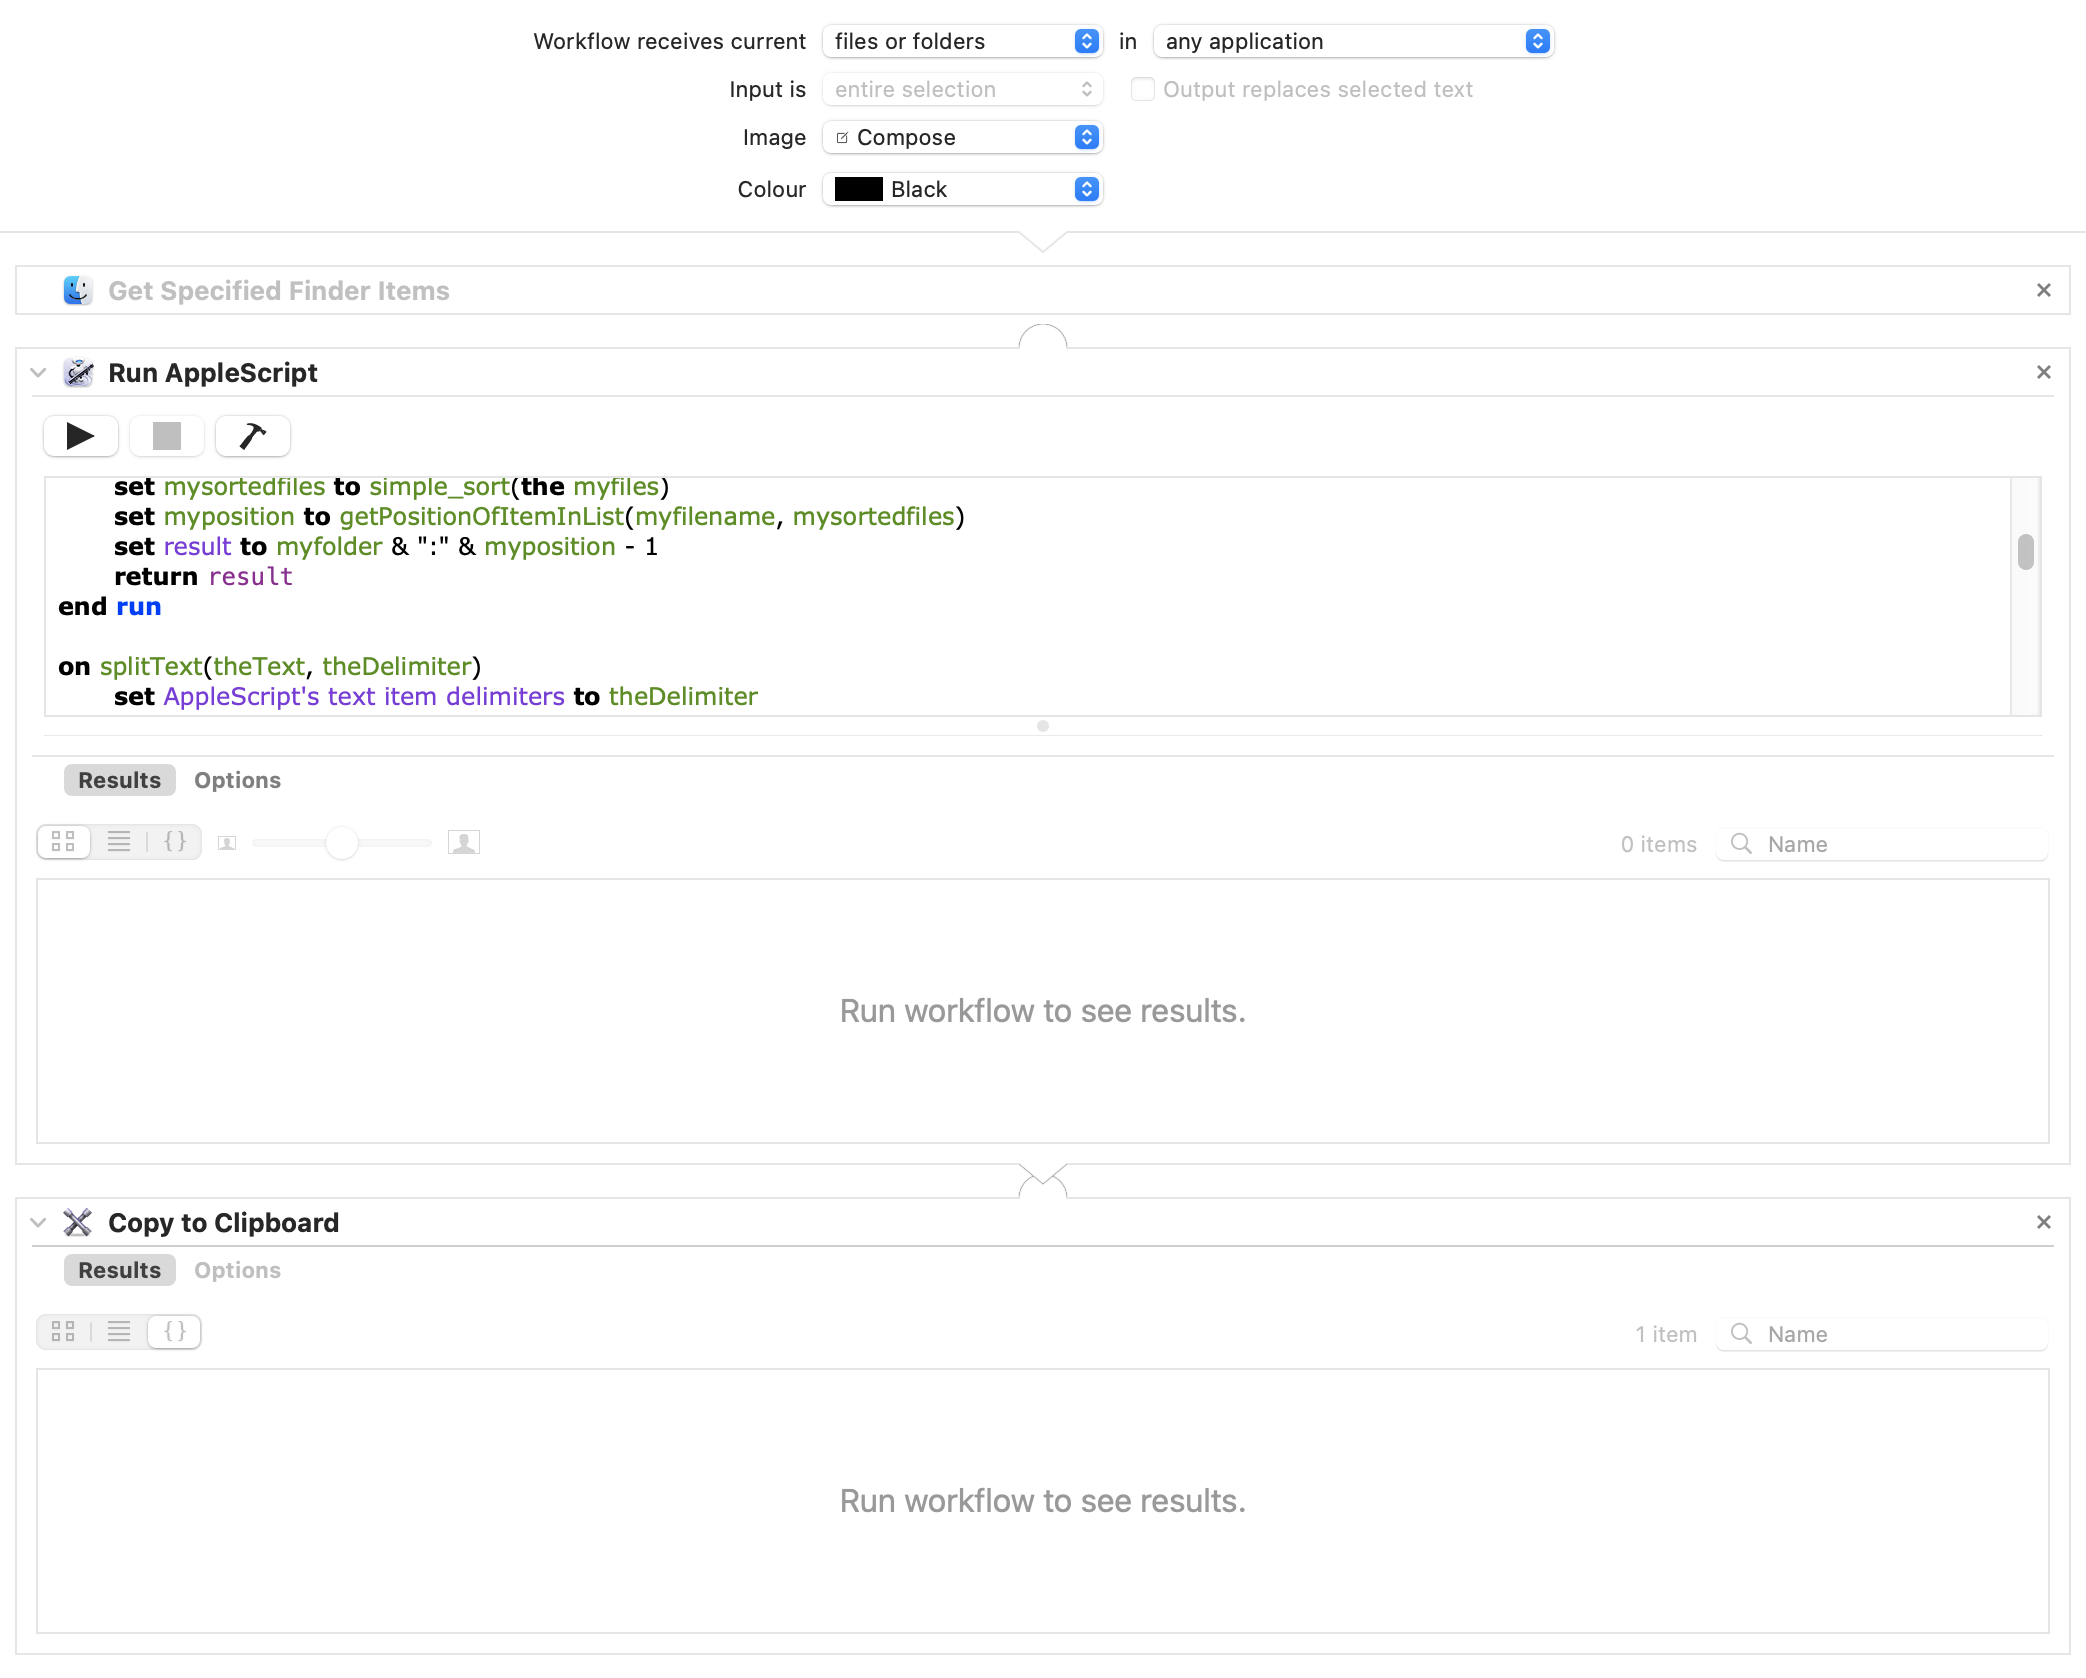 Workflow receives current files or folders in any application
Input is entire selection Output replaces selected text
Image Compose
Colour Black
Get Specified Finder Items
Run AppleScript
set mysortedfiles to simple_sort(the myfiles)
set myposition to getPositionOfItemInList(myfilename, mysortedfiles)
set result to myfolder & ":" & myposition - 1
return result
end run
on splitText(theText, theDelimiter)
set AppleScript's text item delimiters to theDelimiter
Results Options
{} 0 items Name
Run workflow to see results.
Copy to Clipboard
Results Options
{} 1 item Name
Run workflow to see results.